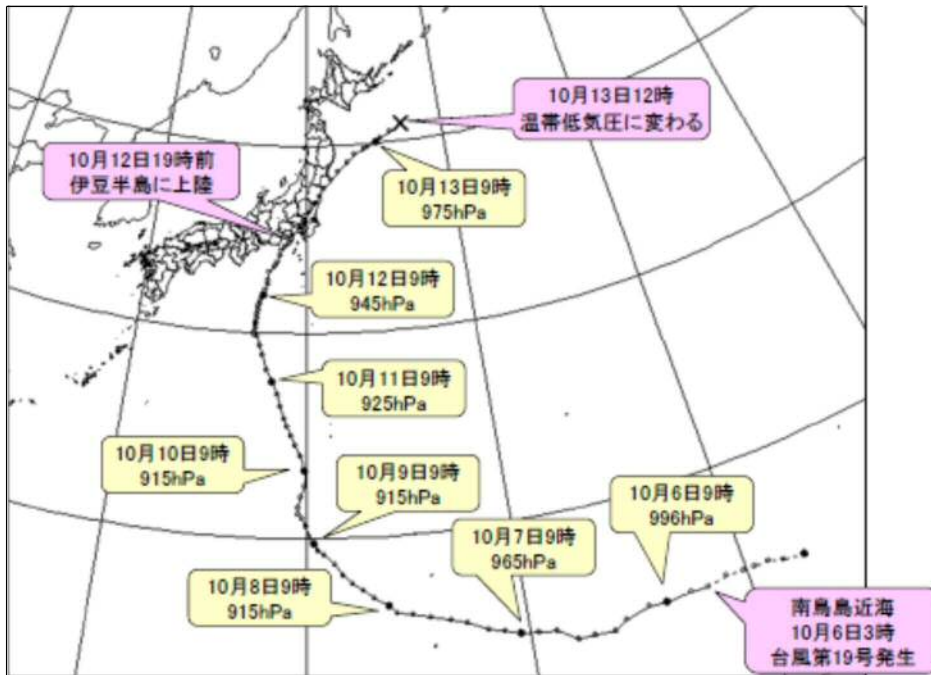 10月13日12時
温帯低気圧に変わる
10月12日19時前
伊豆半島に上陸
10月13日9時
975hPa
10月12日9時
945hPa
10月11日9時
925hPa
10月10日9時
915hPa
10月9日9時
915hPa
10月6日9時
996hPa
10月7日9時
965hPa
10月8日9時
915hPa
南鳥島近海
10月6日3時
台風第19号発生